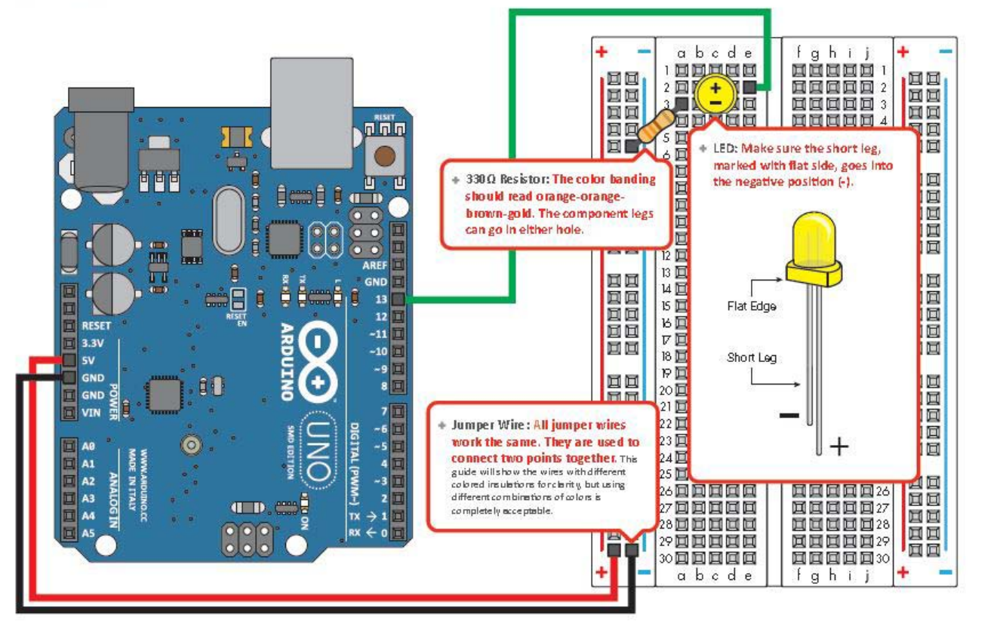 + −
a b c d e
f g h i j
+ −
1
1
2
2
3
3
4
5
6
RESET
+ LED: Make sure the short leg,
marked with flat side, goes into
the negative position (-).
+ 330Ω Resistor: The color banding
should read orange-orange-
brown-gold. The component legs
can go in either hole.
+
−
AREF
GND
13
12
~11
~10
~9
8
7
~6
~5
4
~3
2
TX → 1
RX ← 0
RX
TX
L
RESET
EN
ARDUINO
UNO
SMD EDITION
DIGITAL (PWM~)
ON
RESET
3.3V
5V
GND
GND
VIN
POWER
A0
A1
A2
A3
A4
A5
ANALOG IN
WWW.ARDUINO.CC
MADE IN ITALY
12
13
14
15
16
17
18
19
20
21
22
23
24
25
Flat Edge
Short Leg
−
+
+ Jumper Wire: All jumper wires
work the same. They are used to
connect two points together. This
guide will show the wires with different
colored insulations for clarity, but using
different combinations of colors is
completely acceptable.
26
26
27
27
28
28
29
29
30
30
+ −
a b c d e
f g h i j
+ −